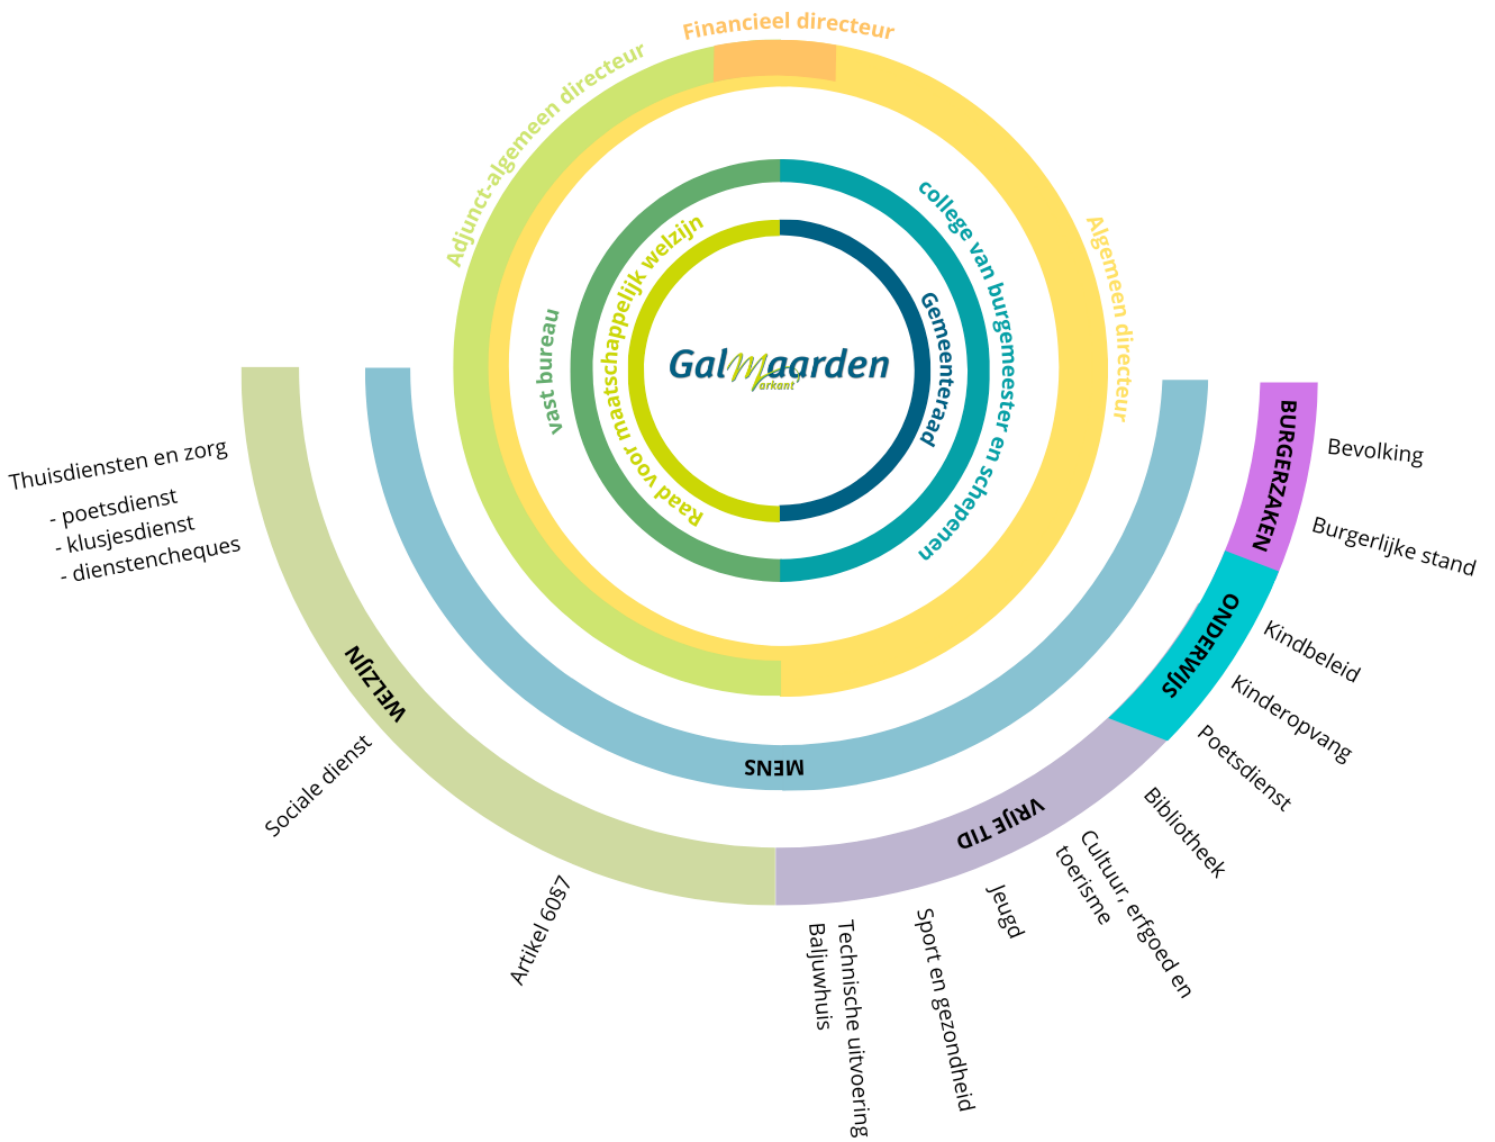 Financieel directeur
Adjunct-algemeen directeur
Algemeen directeur
college van burgemeester en schepenen
vast bureau
Raad voor maatschappelijk welzijn
Gemeenteraad
Galmaarden
arkant
MENS
BURGERZAKEN
Bevolking
Burgerlijke stand
ONDERWIJS
Kindbeleid
Kinderopvang
Poetsdienst
VRIJE TID
Bibliotheek
Cultuur, erfgoed en
toerisme
Jeugd
Sport en gezondheid
Technische uitvoering
Baljuwhuis
WELZIJN
Thuisdiensten en zorg
- poetsdienst
- klusjesdienst
- dienstencheques
Sociale dienst
Artikel 60§7